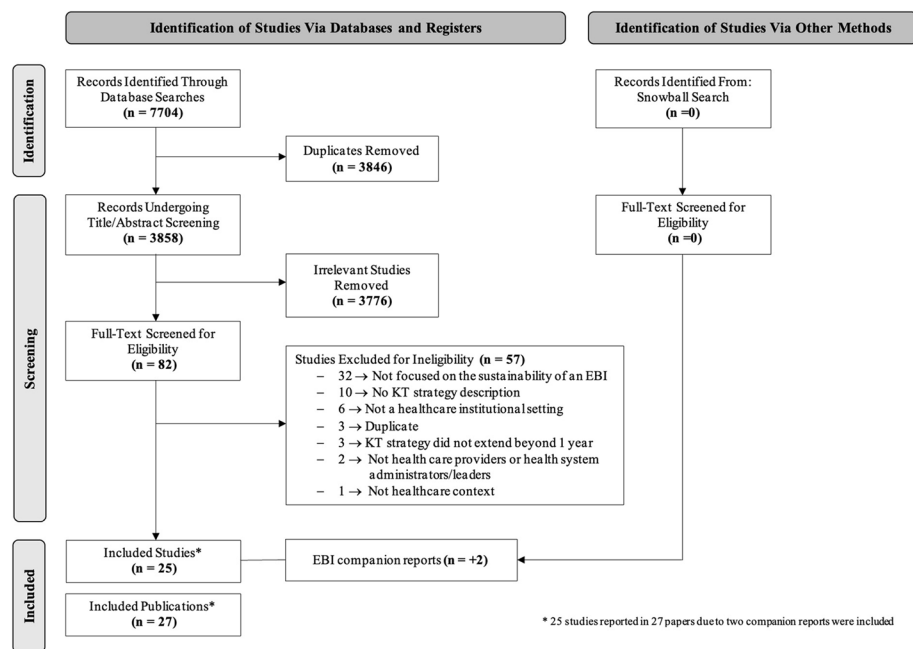 Identification of Studies Via Databases and Registers
Identification of Studies Via Other Methods
Identification
Records Identified Through
Database Searches
(n = 7704)
Records Identified From:
Snowball Search
(n =0)
Duplicates Removed
(n = 3846)
Screening
Records Undergoing
Title/Abstract Screening
(n = 3858)
Full-Text Screened for
Eligibility
(n =0)
Irrelevant Studies
Removed
(n = 3776)
Full-Text Screened for
Eligibility
(n = 82)
Studies Excluded for Ineligibility (n = 57)
– 32 → Not focused on the sustainability of an EBI
– 10 → No KT strategy description
– 6 → Not a healthcare institutional setting
– 3 → Duplicate
– 3 → KT strategy did not extend beyond 1 year
– 2 → Not health care providers or health system
administrators/leaders
– 1 → Not healthcare context
Included
Included Studies*
(n = 25)
EBI companion reports (n = +2)
Included Publications*
(n = 27)
* 25 studies reported in 27 papers due to two companion reports were included